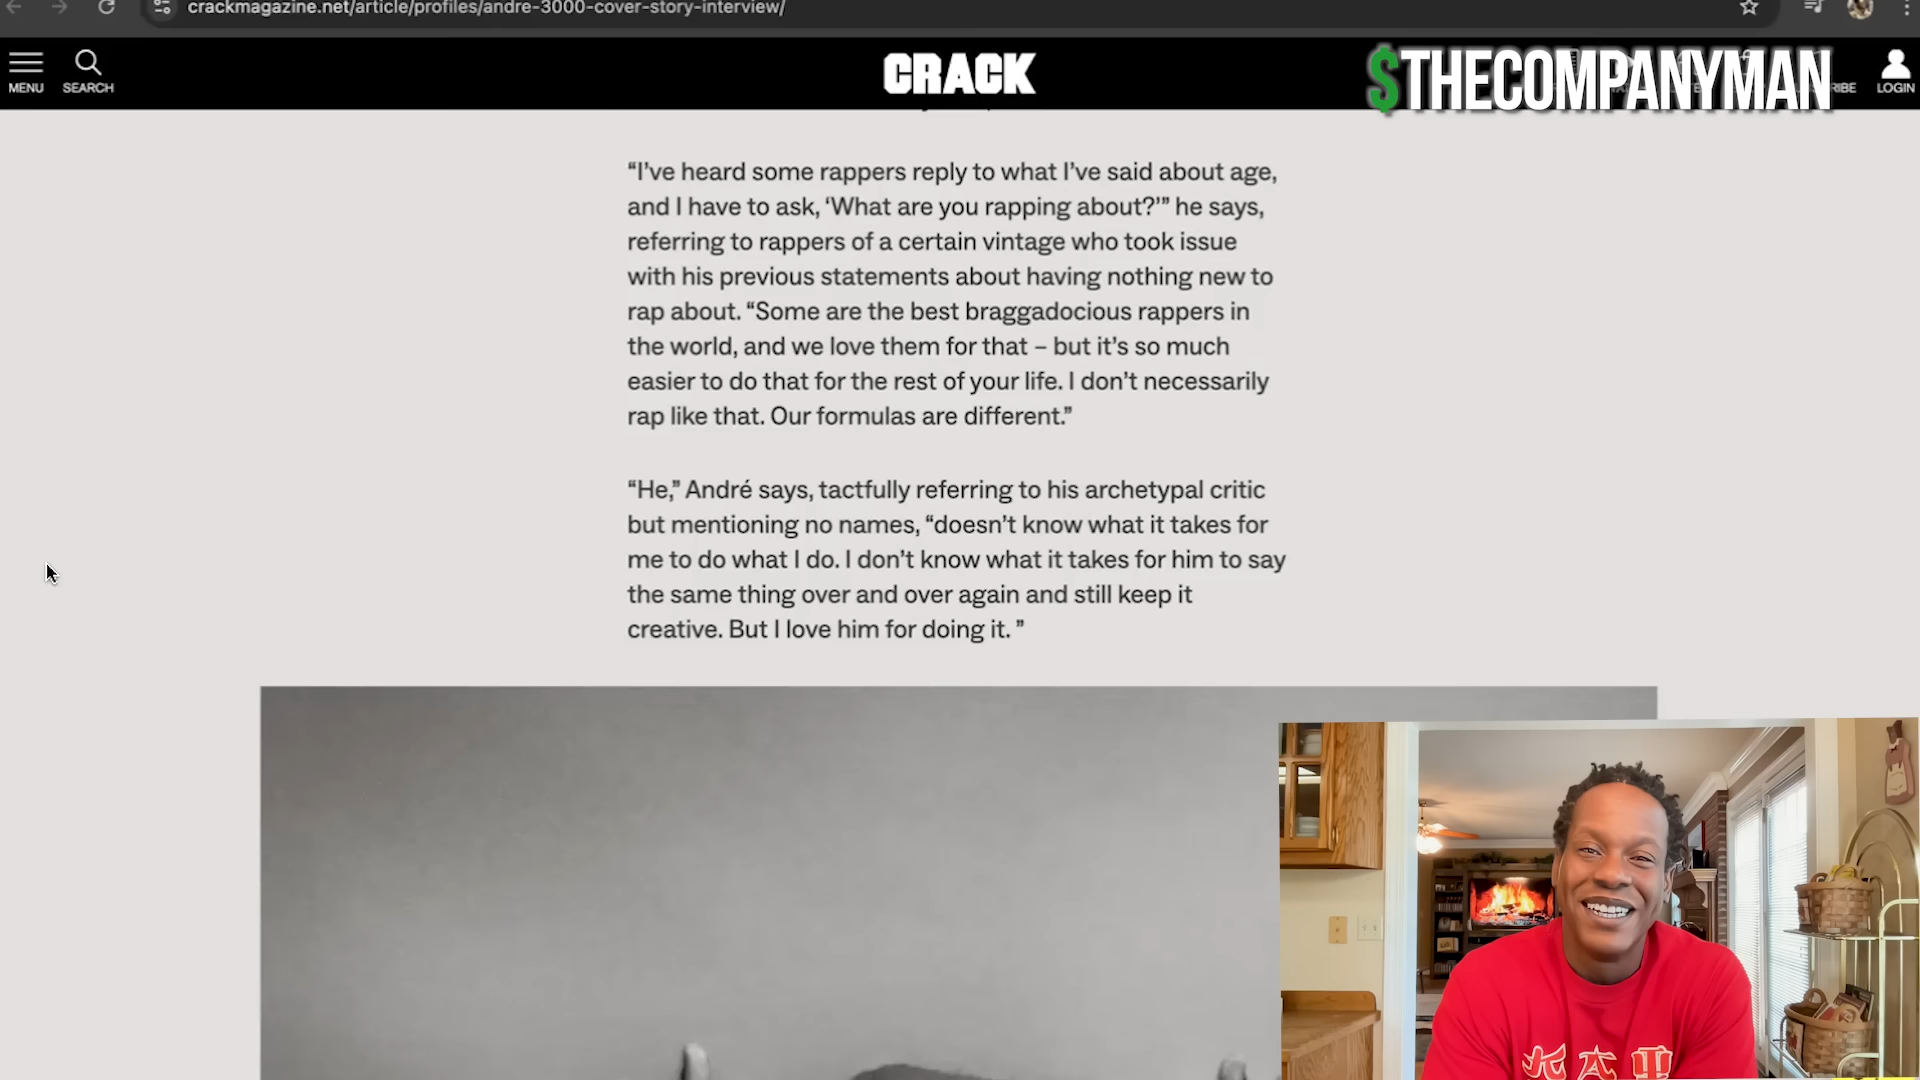 crackmagazine.net/article/profiles/andre-3000-cover-story-interview/
MENU
SEARCH
CRACK
$THECOMPANYMAN
LOGIN
“I’ve heard some rappers reply to what I’ve said about age,
and I have to ask, ‘What are you rapping about?’” he says,
referring to rappers of a certain vintage who took issue
with his previous statements about having nothing new to
rap about. “Some are the best braggadocious rappers in
the world, and we love them for that – but it’s so much
easier to do that for the rest of your life. I don’t necessarily
rap like that. Our formulas are different.”
“He,” André says, tactfully referring to his archetypal critic
but mentioning no names, “doesn’t know what it takes for
me to do what I do. I don’t know what it takes for him to say
the same thing over and over again and still keep it
creative. But I love him for doing it. ”